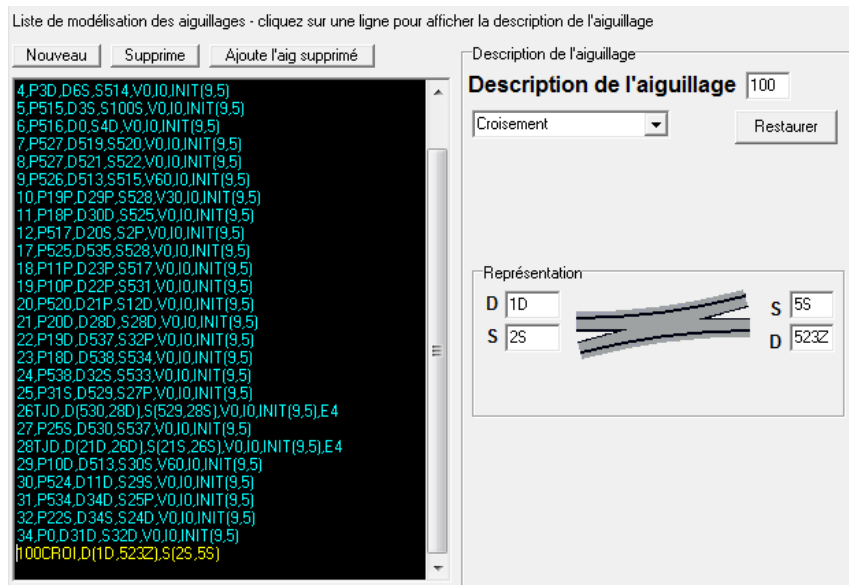 Liste de modélisation des aiguillages - cliquez sur une ligne pour afficher la description de l'aiguillage
Nouveau Supprime Ajoute l'aig supprimé
4,P3D,D6S,S514,V0,I0,INIT(9,5)
5,P515,D3S,S100S,V0,I0,INIT(9,5)
6,P516,D0,S4D,V0,I0,INIT(9,5)
7,P527,D519,S520,V0,I0,INIT(9,5)
8,P527,D521,S522,V0,I0,INIT(9,5)
9,P526,D513,S515,V60,I0,INIT(9,5)
10,P19P,D29P,S528,V30,I0,INIT(9,5)
11,P18P,D30D,S525,V0,I0,INIT(9,5)
12,P517,D20S,S2P,V0,I0,INIT(9,5)
17,P525,D535,S528,V0,I0,INIT(9,5)
18,P11P,D23P,S517,V0,I0,INIT(9,5)
19,P10P,D22P,S531,V0,I0,INIT(9,5)
20,P520,D21P,S12D,V0,I0,INIT(9,5)
21,P20D,D28D,S28D,V0,I0,INIT(9,5)
22,P19D,D537,S32P,V0,I0,INIT(9,5)
23,P18D,D538,S534,V0,I0,INIT(9,5)
24,P538,D32S,S533,V0,I0,INIT(9,5)
25,P31S,D529,S27P,V0,I0,INIT(9,5)
26TJD,D(530,28D),S(529,28S),V0,I0,INIT(9,5),E4
27,P25S,D530,S537,V0,I0,INIT(9,5)
28TJD,D(21D,26D),S(21S,26S),V0,I0,INIT(9,5),E4
29,P10D,D513,S30S,V60,I0,INIT(9,5)
30,P524,D11D,S29S,V0,I0,INIT(9,5)
31,P534,D34D,S25P,V0,I0,INIT(9,5)
32,P22S,D34S,S24D,V0,I0,INIT(9,5)
34,P0,D31D,S32D,V0,I0,INIT(9,5)
100CROI,D(1D,523Z),S(2S,5S)
Description de l'aiguillage
Description de l'aiguillage 100
Croisement Restaurer
Représentation
D 1D S 5S
S 2S D 523Z